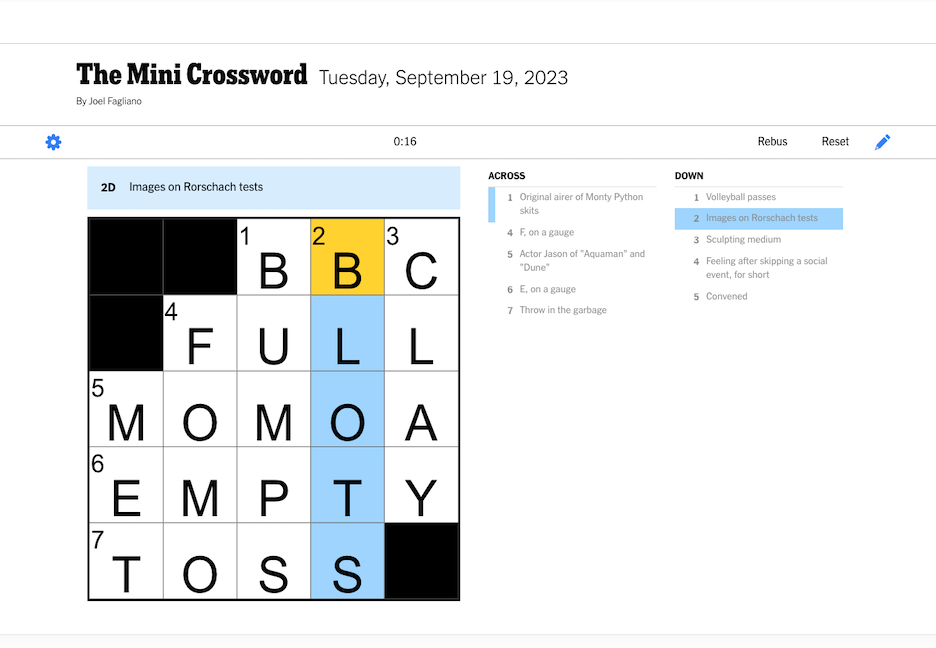 The Mini Crossword Tuesday, September 19, 2023
By Joel Fagliano
0:16 Rebus Reset
2D Images on Rorschach tests
1 2 3
B B C
4
F U L L
5
M O M O A
6
E M P T Y
7
T O S S
ACROSS
1 Original airer of Monty Python
skits
4 F, on a gauge
5 Actor Jason of "Aquaman" and
"Dune"
6 E, on a gauge
7 Throw in the garbage
DOWN
1 Volleyball passes
2 Images on Rorschach tests
3 Sculpting medium
4 Feeling after skipping a social
event, for short
5 Convened